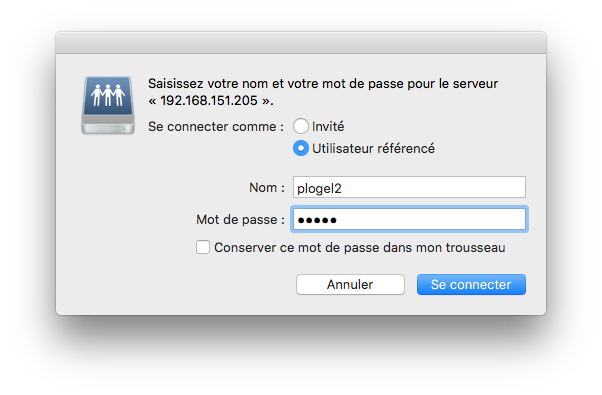 Saisissez votre nom et votre mot de passe pour le serveur
« 192.168.151.205 ».
Se connecter comme : Invité
Utilisateur référencé
Nom : plogel2
Mot de passe : •••••
Conserver ce mot de passe dans mon trousseau
Annuler Se connecter